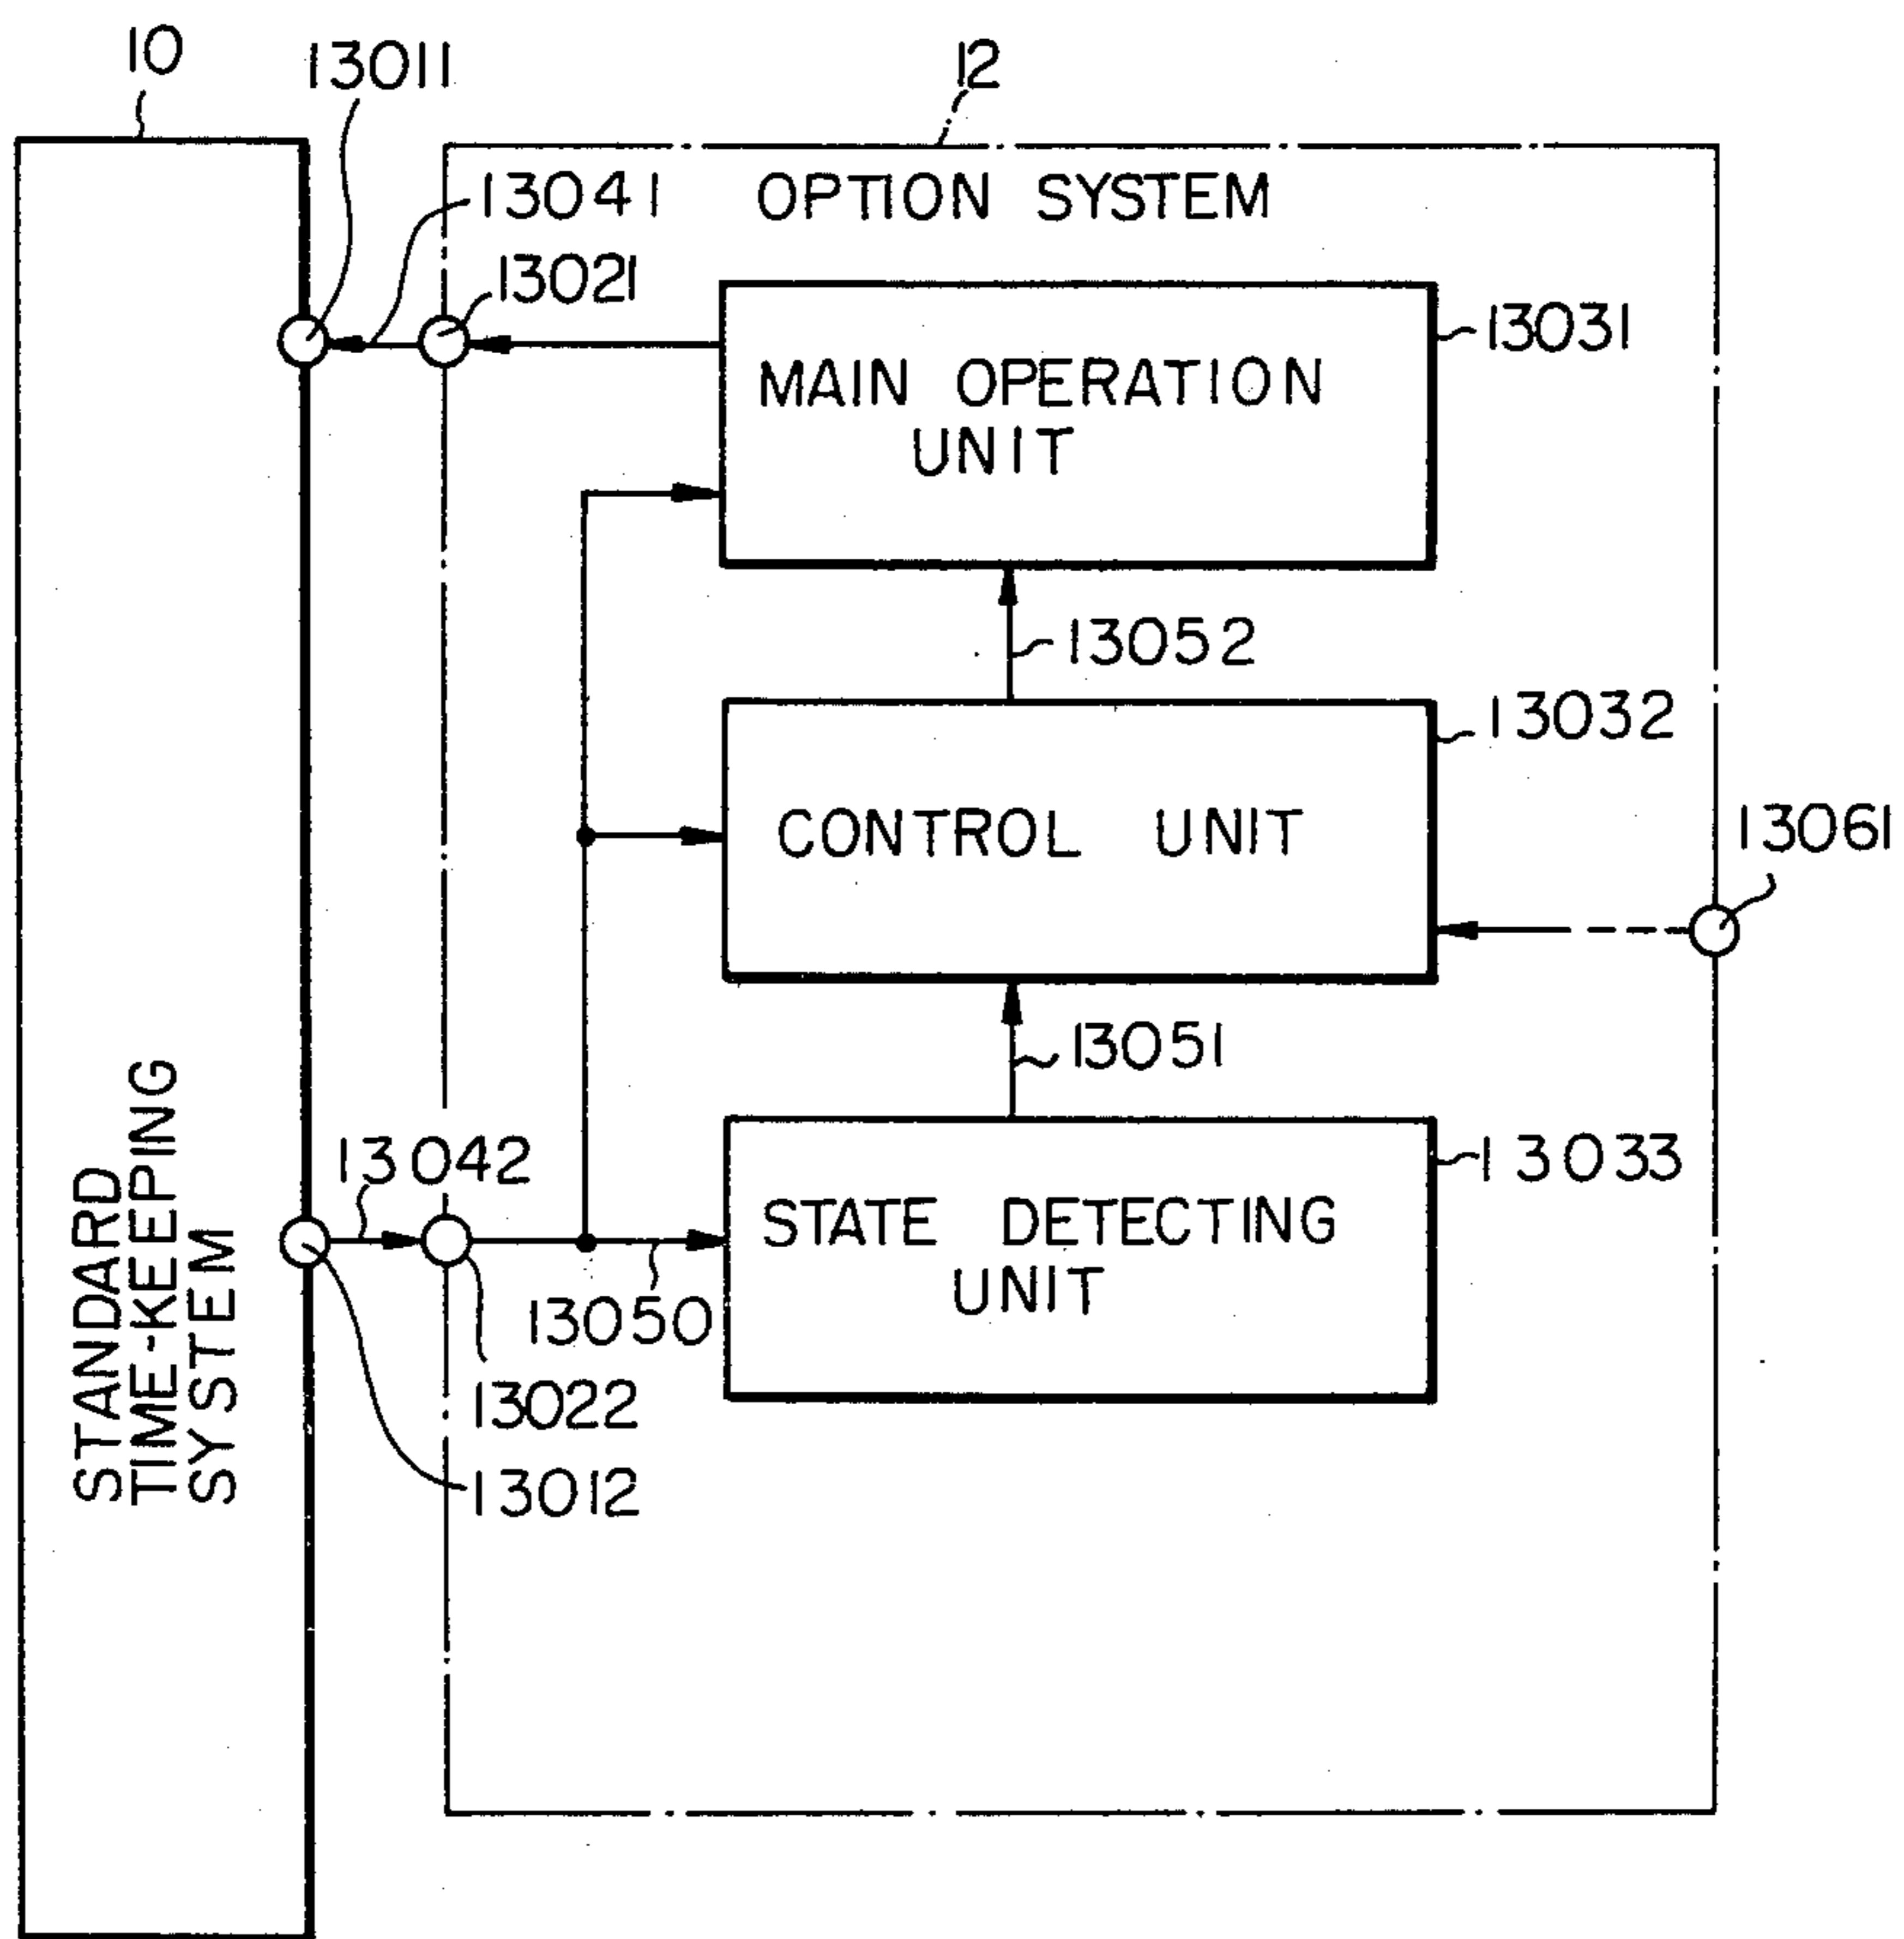 10
13011
12
13041
OPTION SYSTEM
13021
13031
MAIN OPERATION
UNIT
13052
13032
CONTROL UNIT
13061
13051
13042
13033
STATE DETECTING
UNIT
13050
13022
13012
STANDARD
TIME-KEEPING
SYSTEM